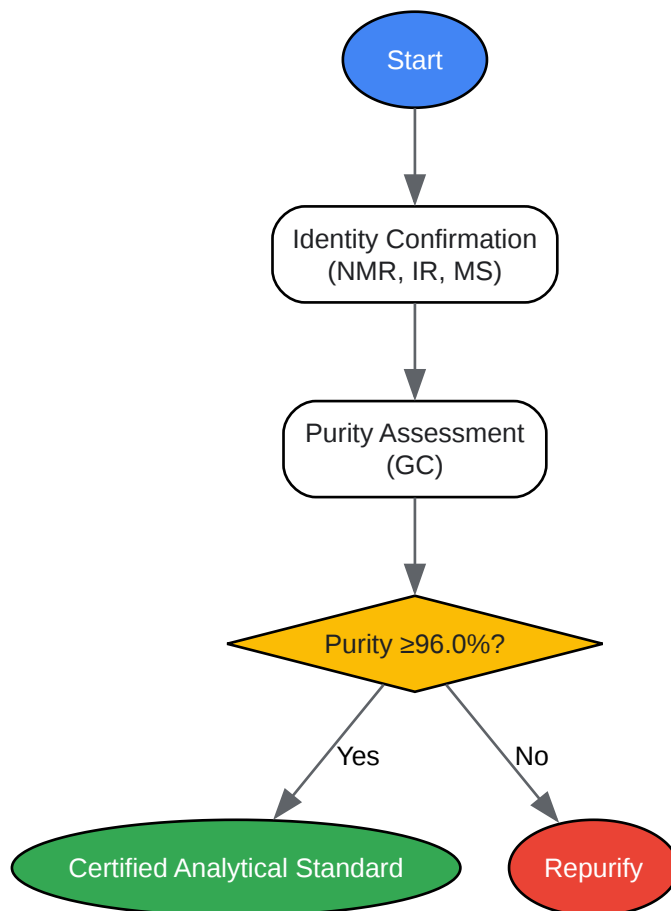 Start
Identity Confirmation
(NMR, IR, MS)
Purity Assessment
(GC)
Purity ≥96.0%?
Yes
No
Certified Analytical Standard
Repurify